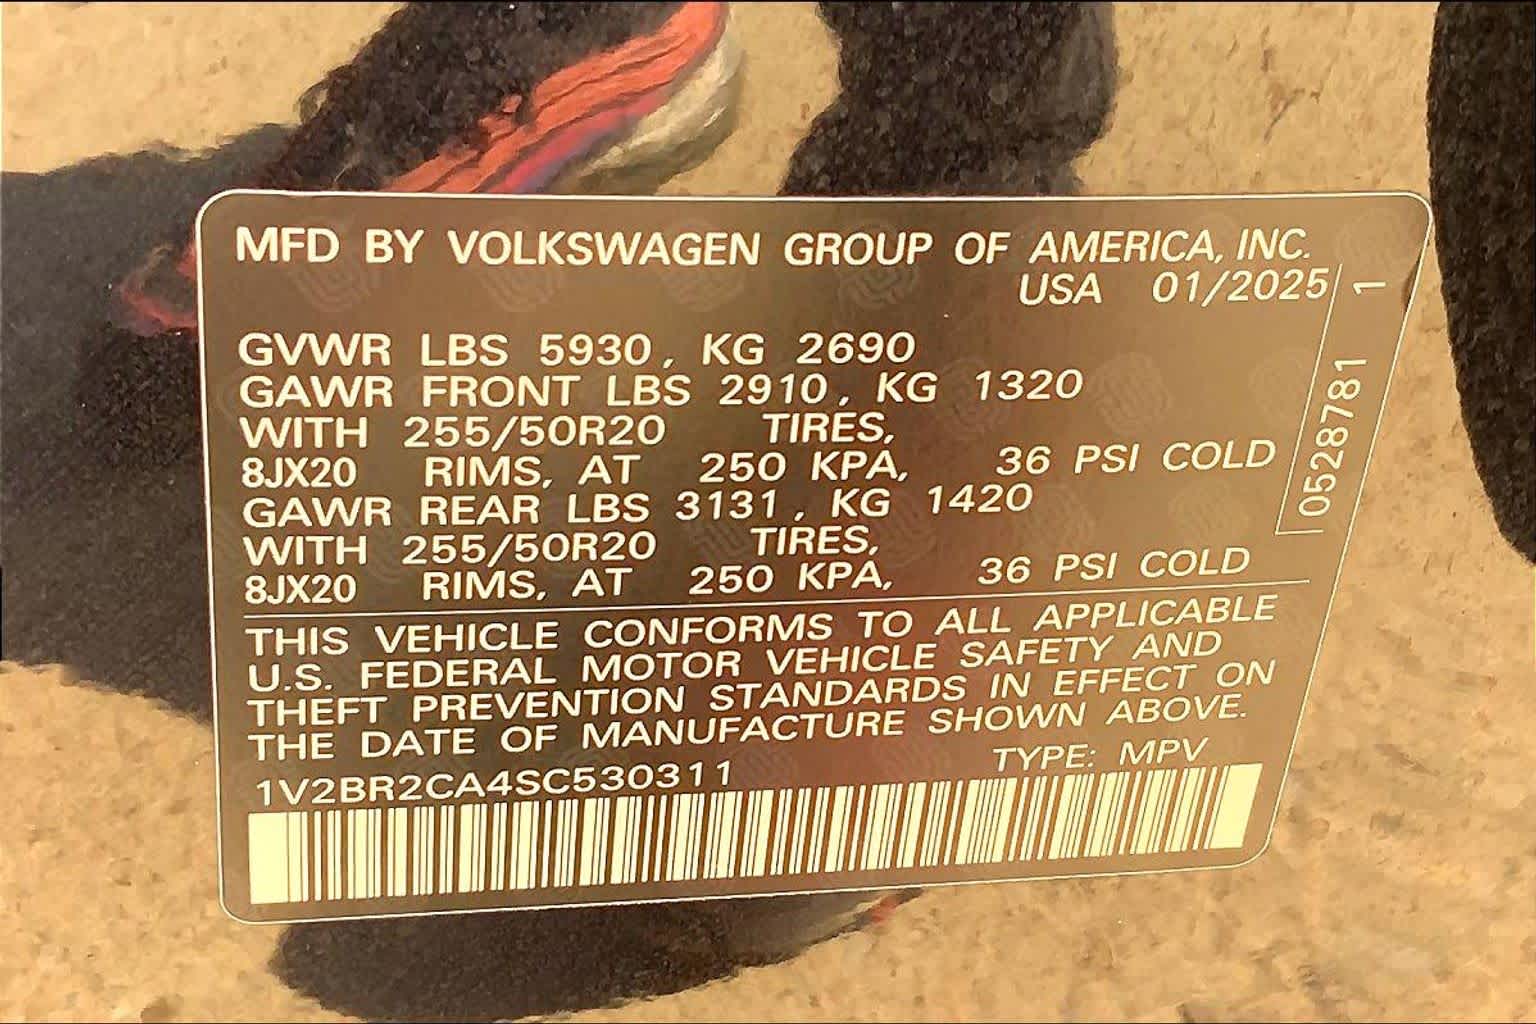 MFD BY VOLKSWAGEN GROUP OF AMERICA, INC.
USA 01/2025
GVWR LBS 5930, KG 2690
GAWR FRONT LBS 2910, KG 1320
WITH 255/50R20 TIRES,
8JX20 RIMS, AT 250 KPA, 36 PSI COLD
GAWR REAR LBS 3131, KG 1420
WITH 255/50R20 TIRES,
8JX20 RIMS, AT 250 KPA, 36 PSI COLD
THIS VEHICLE CONFORMS TO ALL APPLICABLE
U.S. FEDERAL MOTOR VEHICLE SAFETY AND
THEFT PREVENTION STANDARDS IN EFFECT ON
THE DATE OF MANUFACTURE SHOWN ABOVE.
1V2BR2CA4SC530311 TYPE: MPV
0528781 1